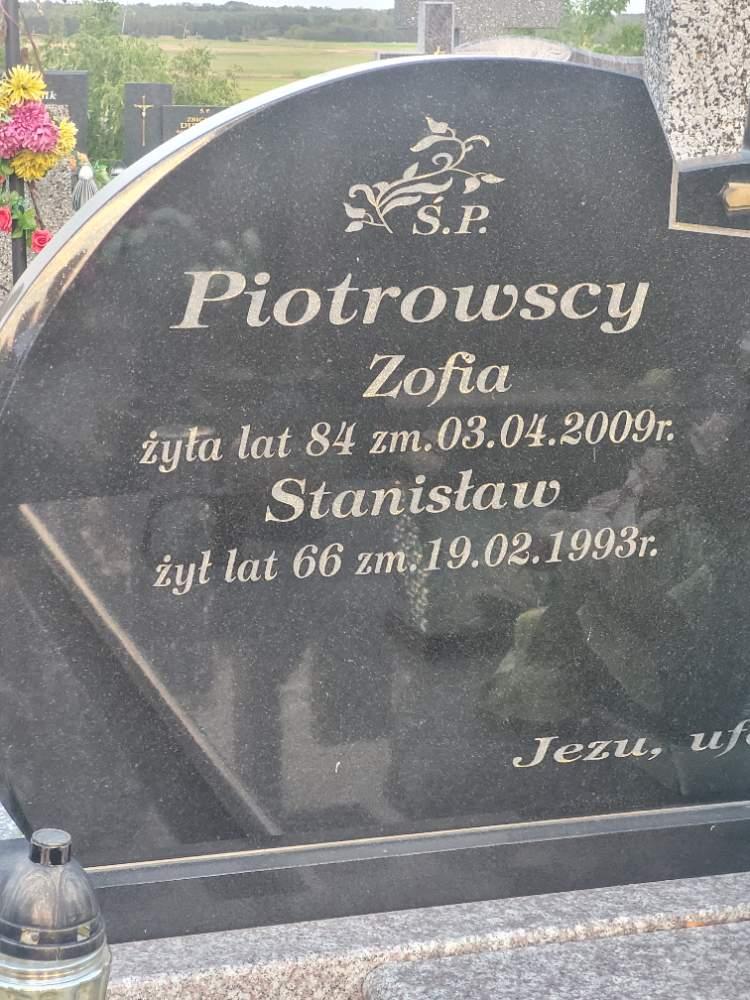 Ś.P.
Piotrowscy
Zofia
żyła lat 84 zm.03.04.2009r.
Stanisław
żył lat 66 zm.19.02.1993r.
Jezu,